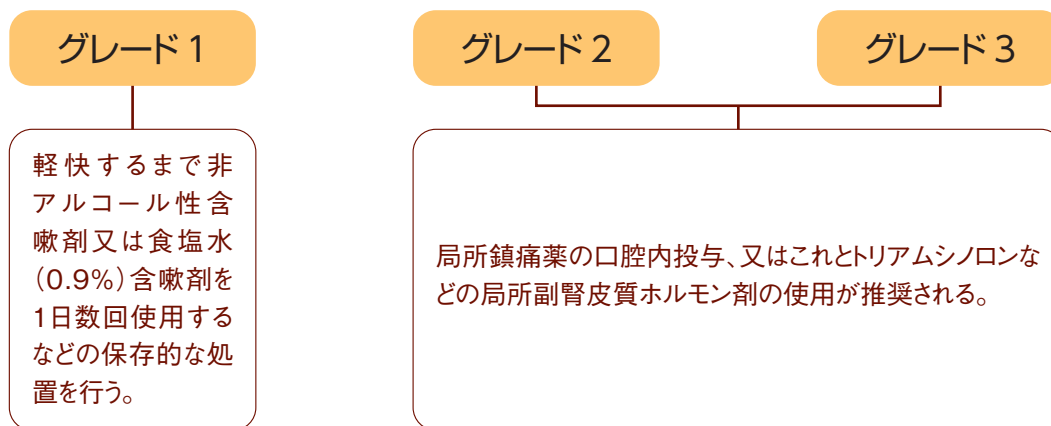 グレード 1
グレード 2
グレード 3
軽快するまで非
アルコール性含
嗽剤又は食塩水
（0.9%）含嗽剤を
1日数回使用する
などの保存的な処
置を行う。
局所鎮痛薬の口腔内投与、又はこれとトリアムシノロンな
どの局所副腎皮質ホルモン剤の使用が推奨される。